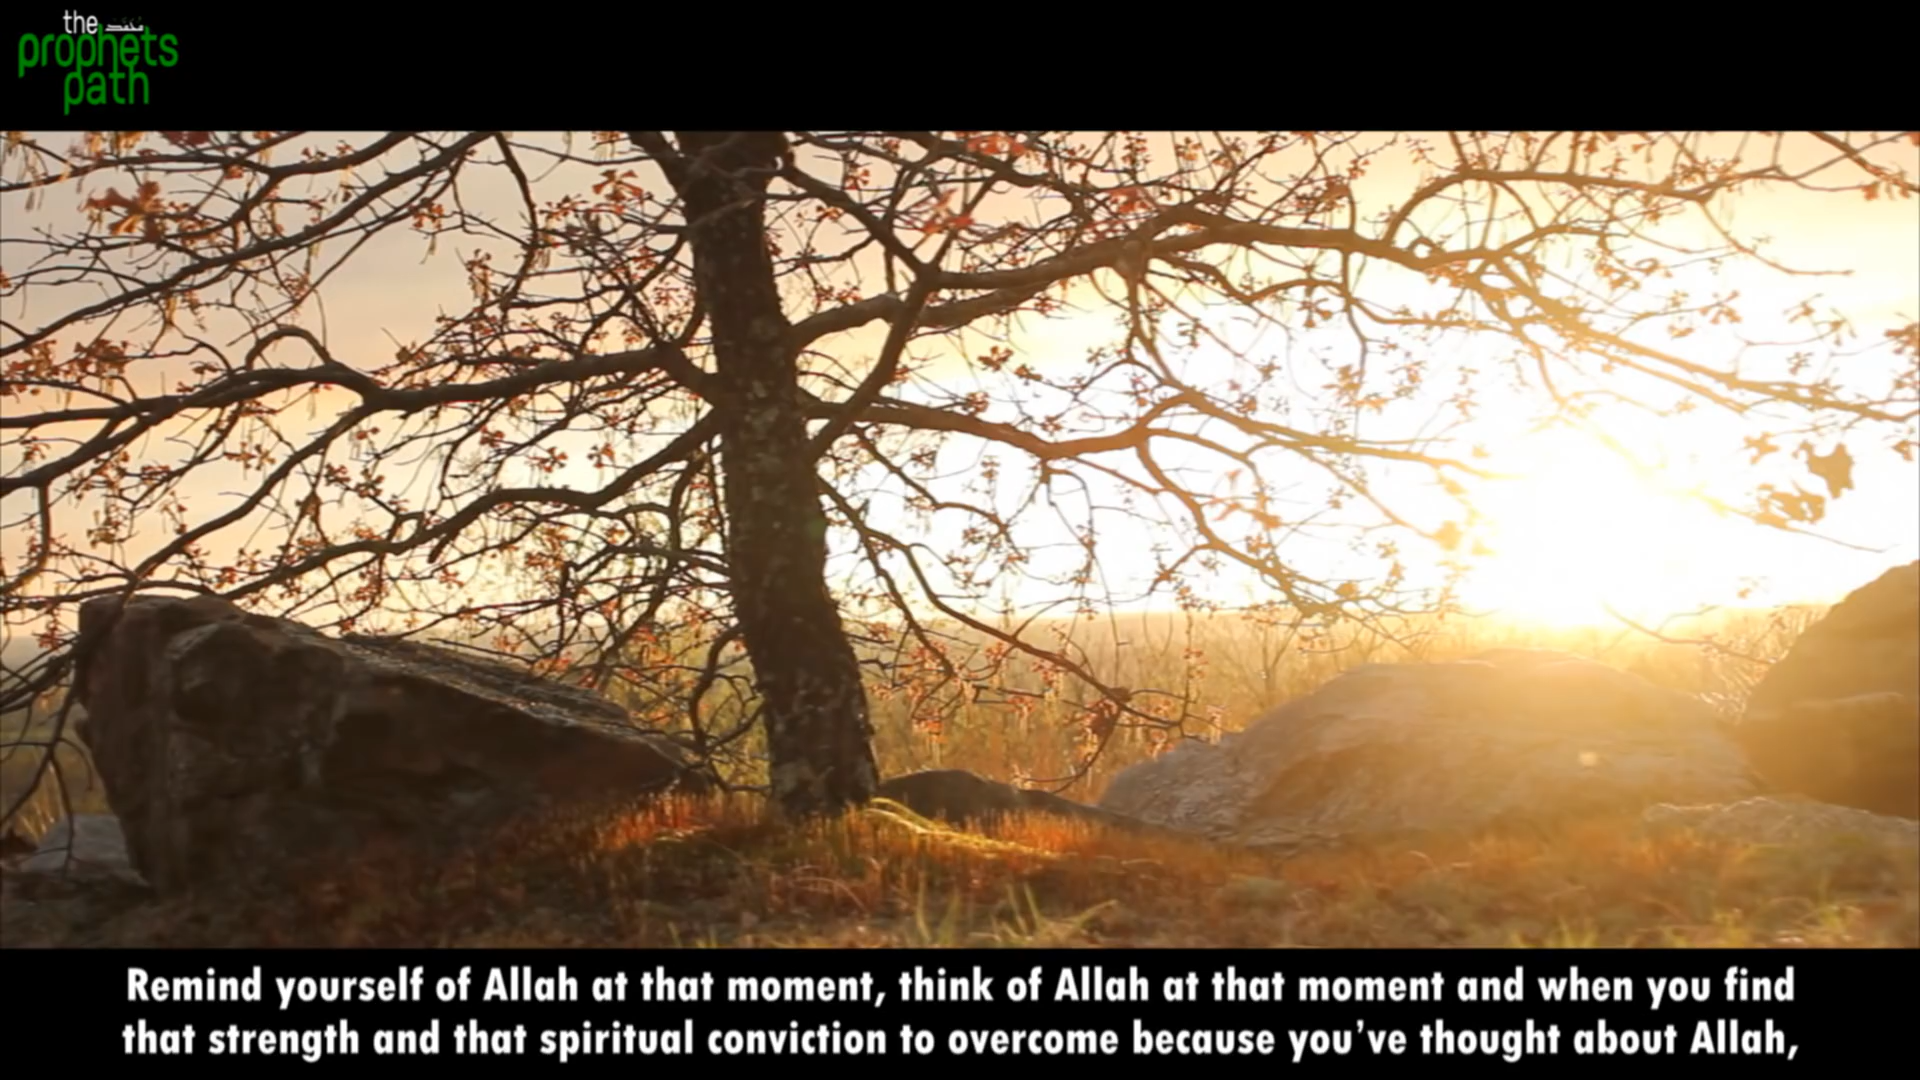 the محمد
prophets
path
Remind yourself of Allah at that moment, think of Allah at that moment and when you find
that strength and that spiritual conviction to overcome because you've thought about Allah,